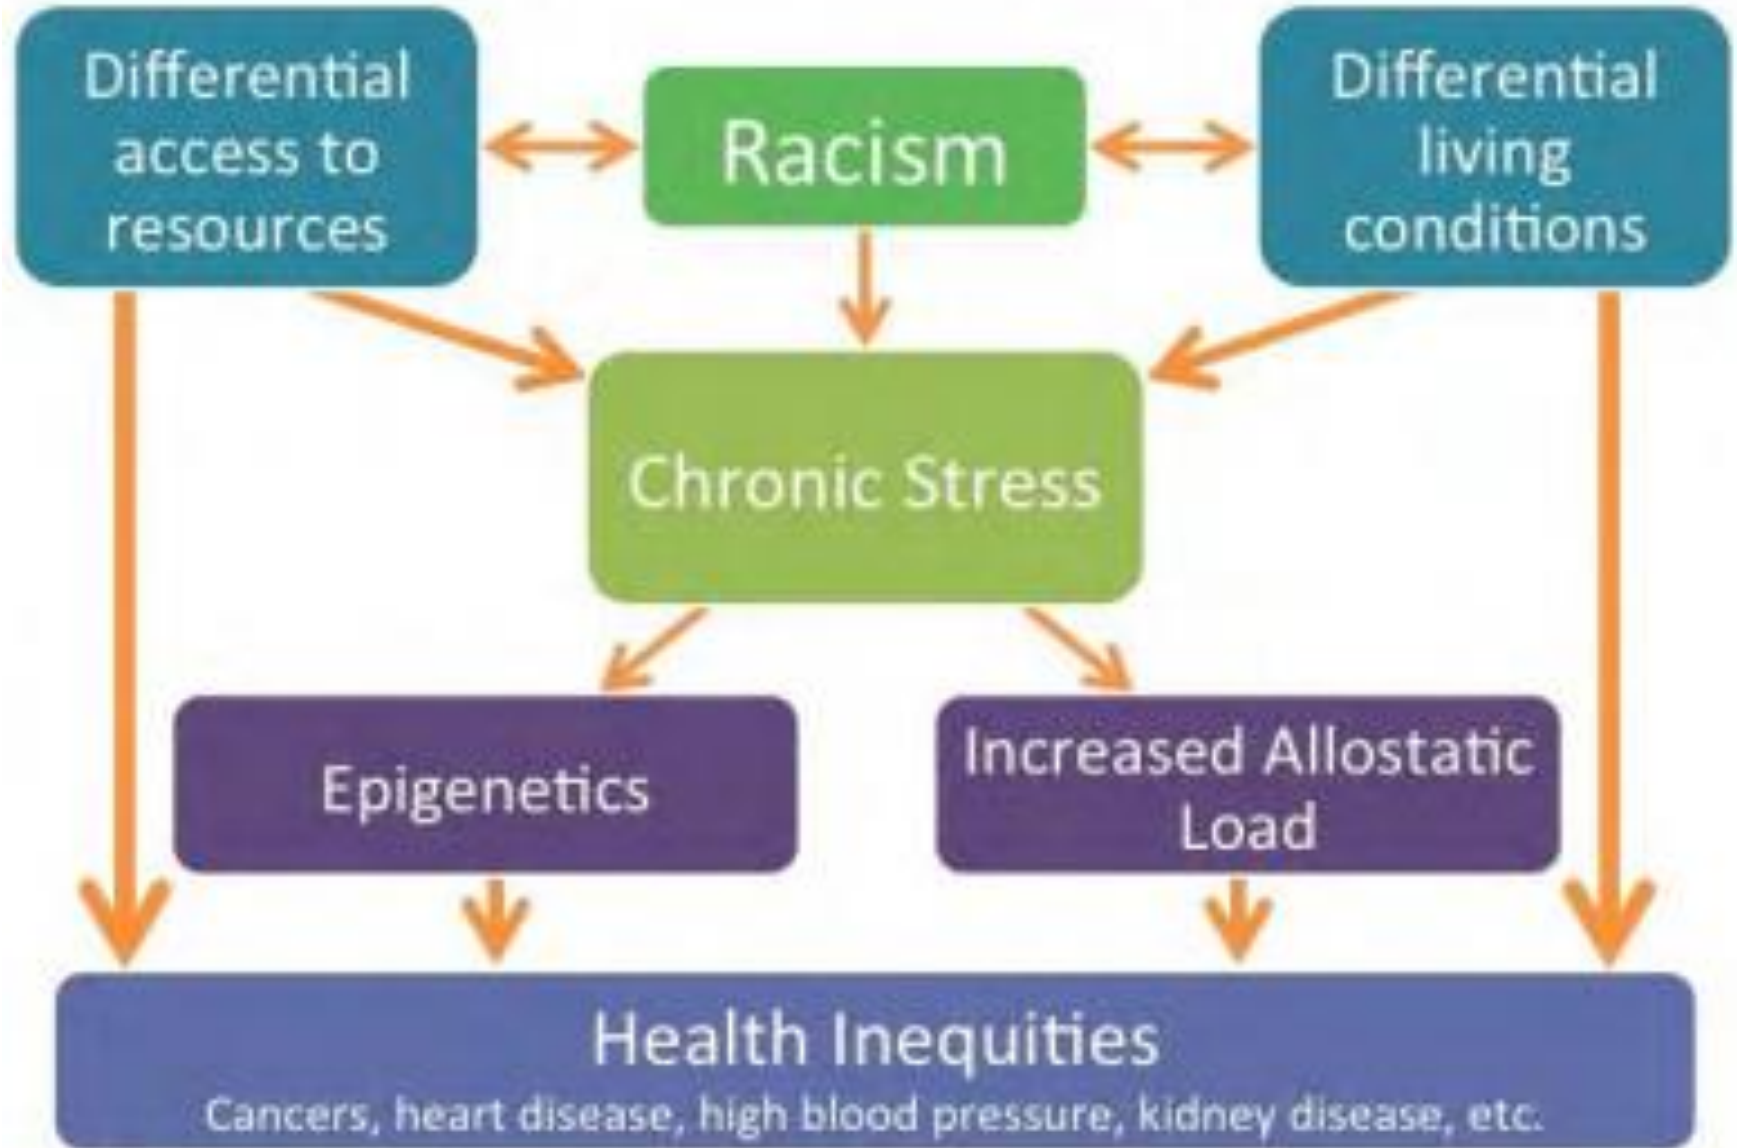 Differential
access to
resources
Racism
Differential
living
conditions
Chronic Stress
Epigenetics
Increased Allostatic
Load
Health Inequities
Cancers, heart disease, high blood pressure, kidney disease, etc.